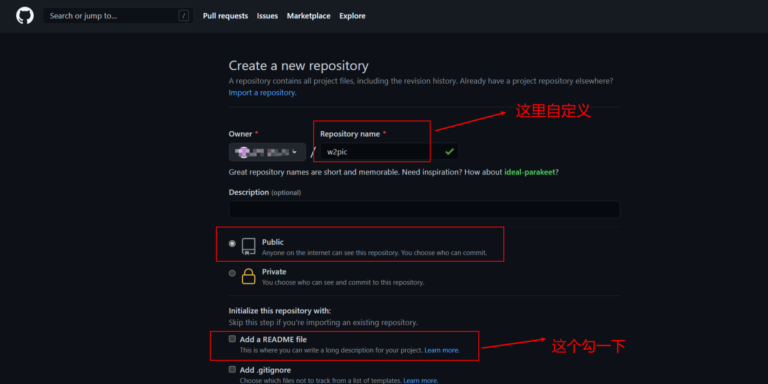 Search or jump to... /
Pull requests Issues Marketplace Explore
Create a new repository
A repository contains all project files, including the revision history. Already have a project repository elsewhere?
Import a repository.
这里自定义
Owner * Repository name *
/ w2pic
Great repository names are short and memorable. Need inspiration? How about ideal-parakeet?
Description (optional)
Public
Anyone on the internet can see this repository. You choose who can commit.
Private
You choose who can see and commit to this repository.
Initialize this repository with:
Skip this step if you're importing an existing repository.
Add a README file
This is where you can write a long description for your project. Learn more.
这个勾一下
Add .gitignore
Choose which files not to track from a list of templates. Learn more.